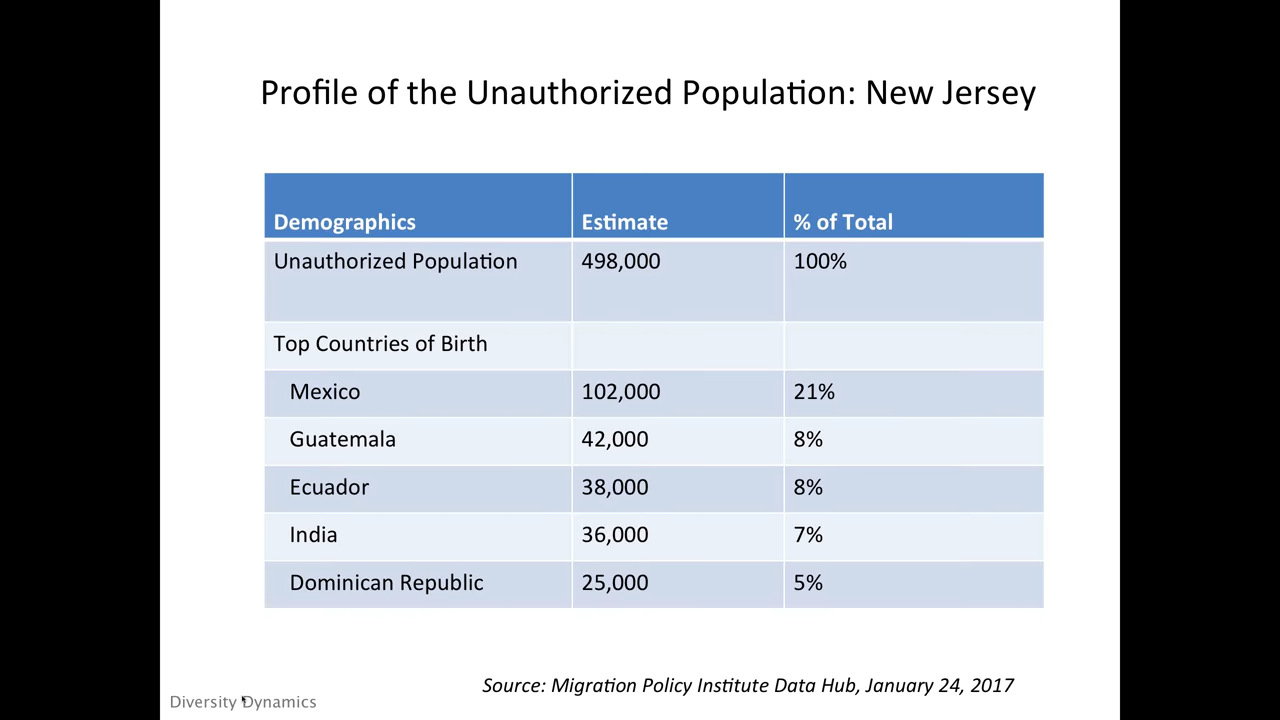 Profile of the Unauthorized Population: New Jersey
Demographics Estimate % of Total
Unauthorized Population 498,000 100%
Top Countries of Birth
Mexico 102,000 21%
Guatemala 42,000 8%
Ecuador 38,000 8%
India 36,000 7%
Dominican Republic 25,000 5%
Source: Migration Policy Institute Data Hub, January 24, 2017
Diversity Dynamics